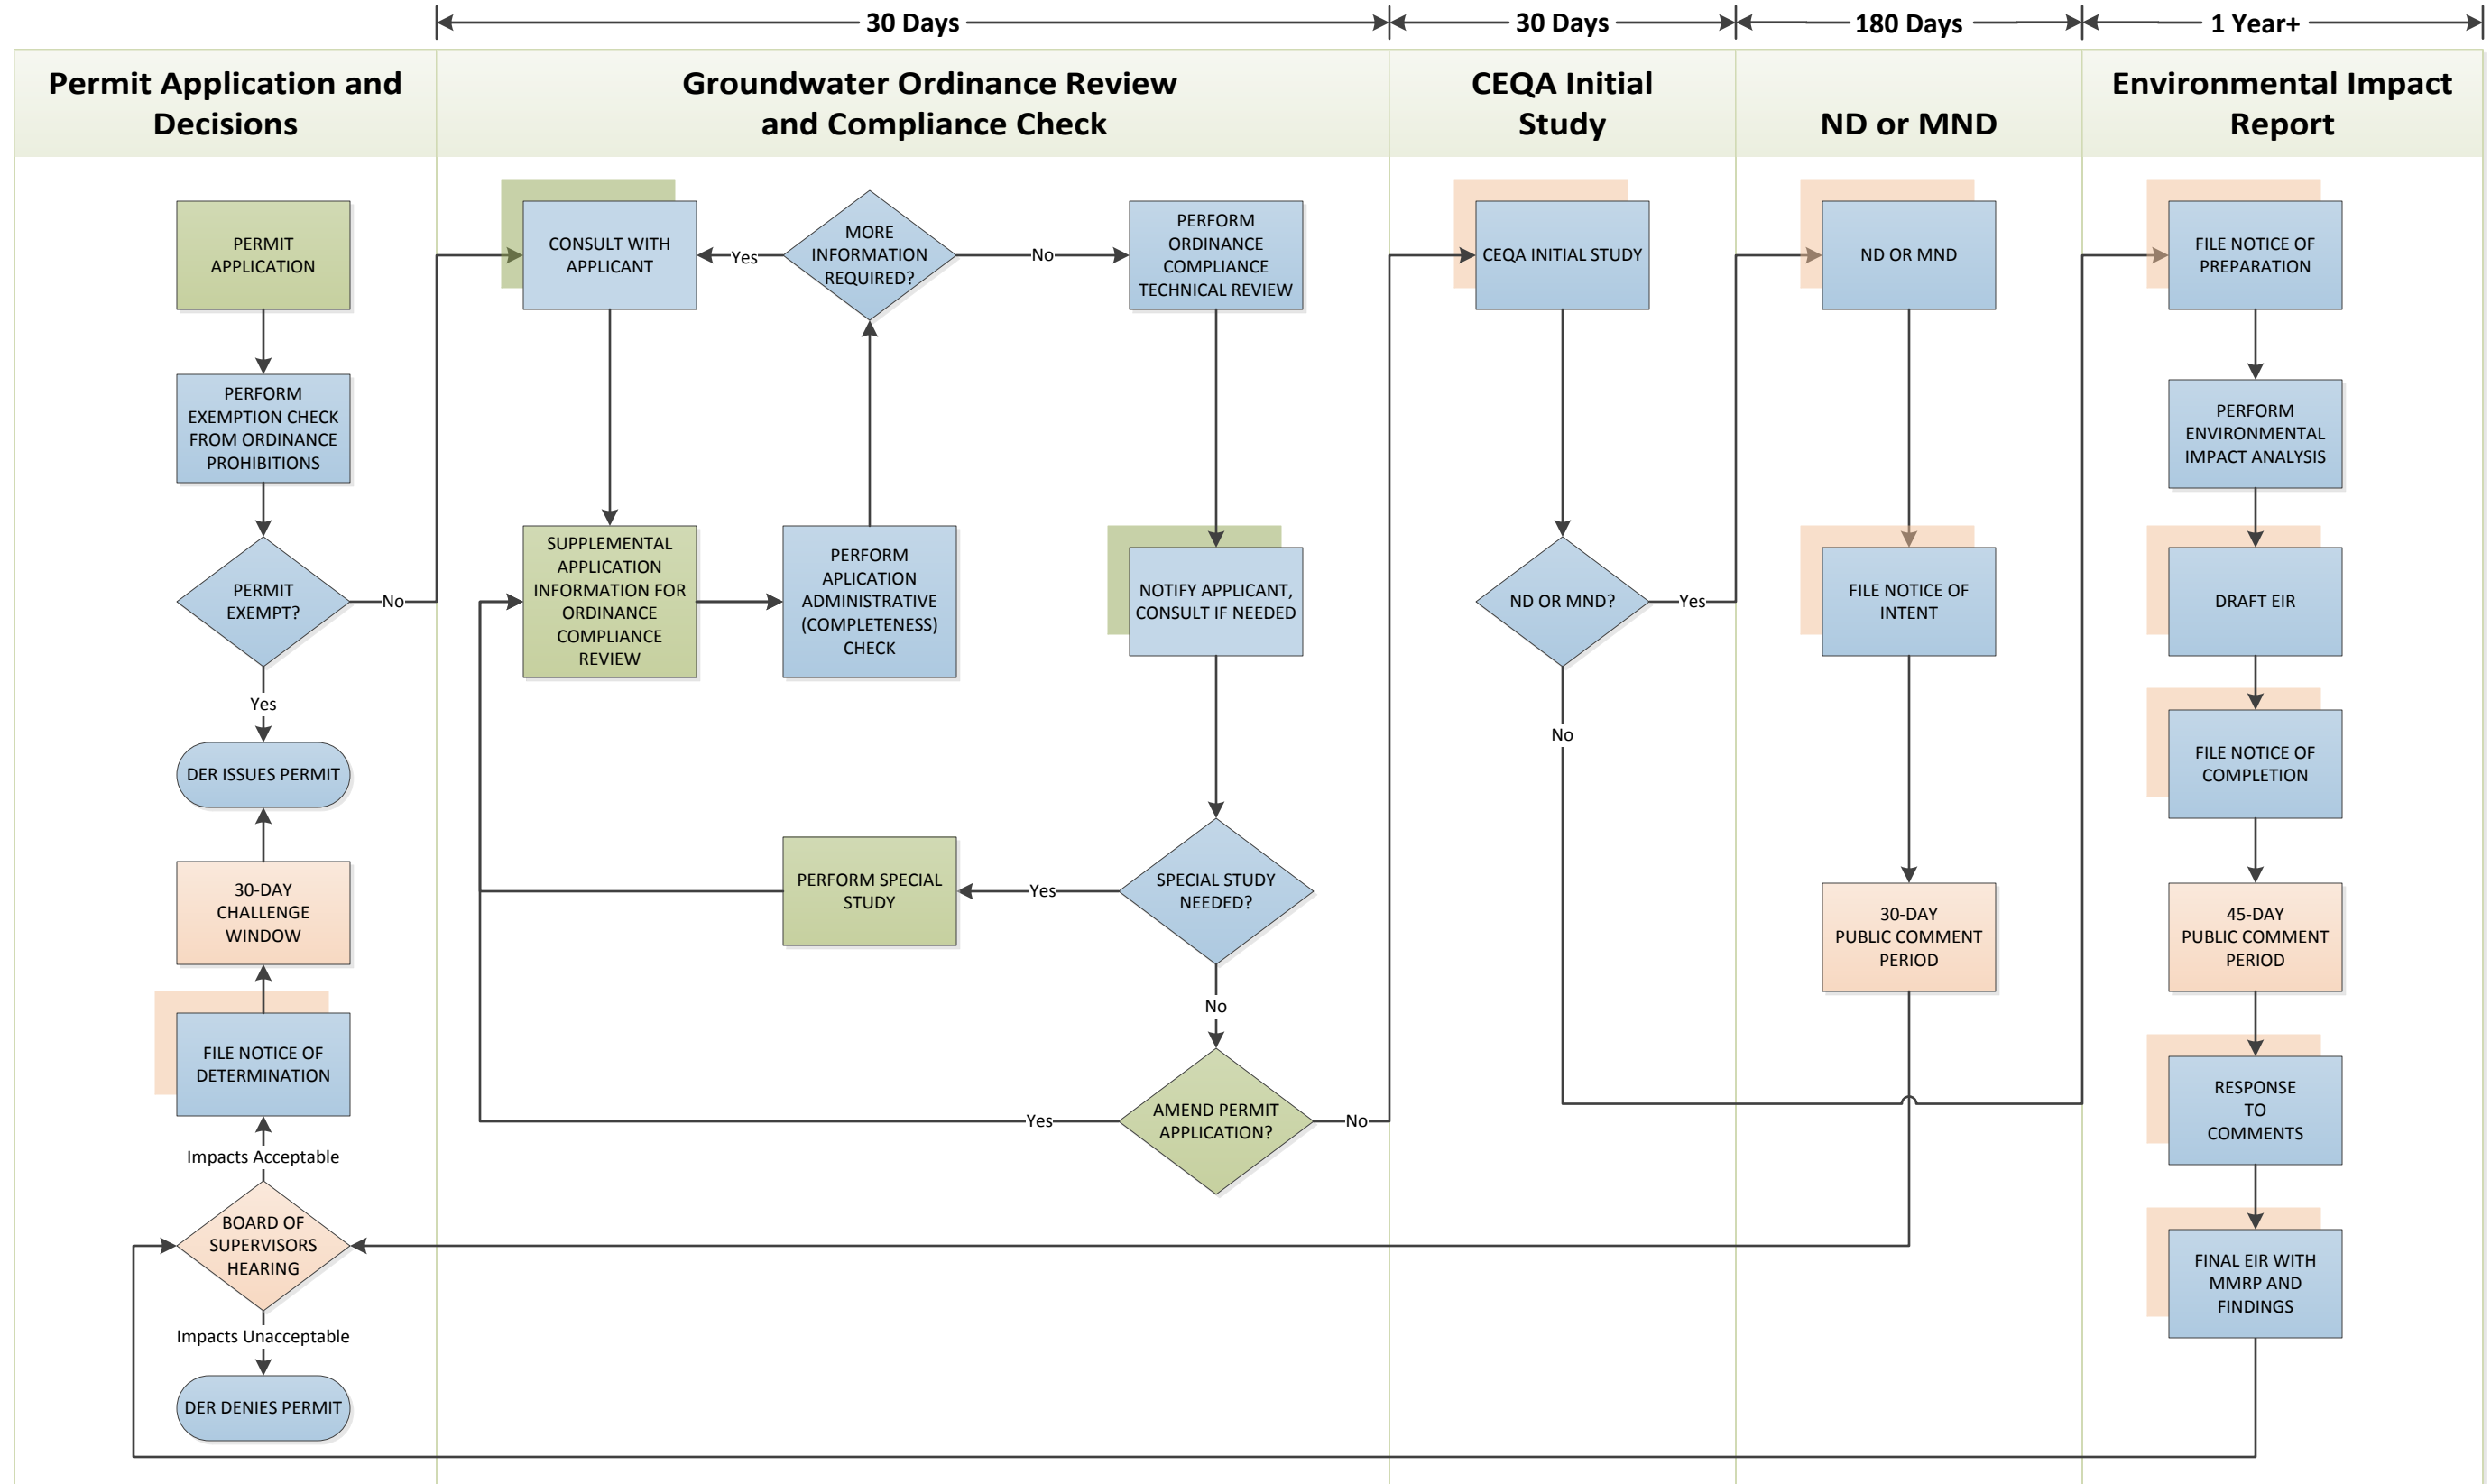 30 Days
30 Days
180 Days
1 Year+
Permit Application and
Decisions
Groundwater Ordinance Review
and Compliance Check
CEQA Initial
Study
ND or MND
Environmental Impact
Report
PERMIT
APPLICATION
PERFORM
EXEMPTION CHECK
FROM ORDINANCE
PROHIBITIONS
PERMIT
EXEMPT?
No
Yes
DER ISSUES PERMIT
30-DAY
CHALLENGE
WINDOW
FILE NOTICE OF
DETERMINATION
Impacts Acceptable
BOARD OF
SUPERVISORS
HEARING
Impacts Unacceptable
DER DENIES PERMIT
CONSULT WITH
APPLICANT
Yes
MORE
INFORMATION
REQUIRED?
No
PERFORM
ORDINANCE
COMPLIANCE
TECHNICAL REVIEW
SUPPLEMENTAL
APPLICATION
INFORMATION FOR
ORDINANCE
COMPLIANCE
REVIEW
PERFORM
APLICATION
ADMINISTRATIVE
(COMPLETENESS)
CHECK
NOTIFY APPLICANT,
CONSULT IF NEEDED
PERFORM SPECIAL
STUDY
Yes
SPECIAL STUDY
NEEDED?
No
Yes
AMEND PERMIT
APPLICATION?
No
CEQA INITIAL STUDY
ND OR MND?
Yes
No
ND OR MND
FILE NOTICE OF
INTENT
30-DAY
PUBLIC COMMENT
PERIOD
FILE NOTICE OF
PREPARATION
PERFORM
ENVIRONMENTAL
IMPACT ANALYSIS
DRAFT EIR
FILE NOTICE OF
COMPLETION
45-DAY
PUBLIC COMMENT
PERIOD
RESPONSE
TO
COMMENTS
FINAL EIR WITH
MMRP AND
FINDINGS